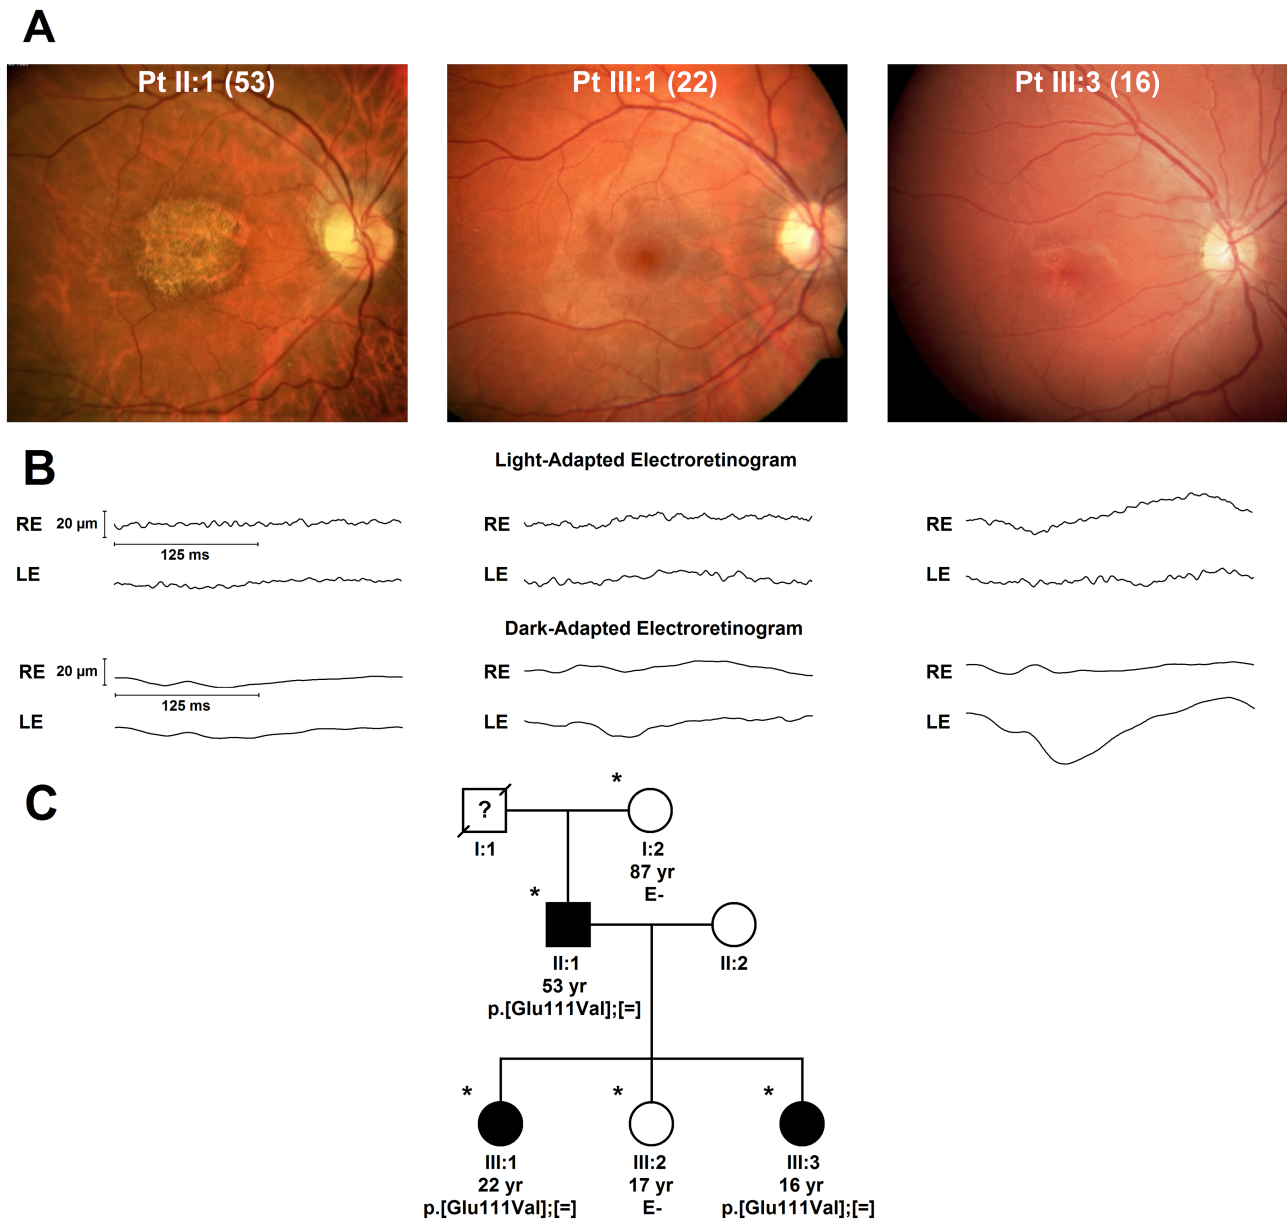 A
Pt II:1 (53)
Pt III:1 (22)
Pt III:3 (16)
B
Light-Adapted Electroretinogram
RE 20 µm
RE
RE
125 ms
LE
LE
LE
Dark-Adapted Electroretinogram
RE 20 µm
RE
RE
125 ms
LE
LE
LE
C
*
?
I:1
I:2
87 yr
E-
*
II:1
53 yr
p.[Glu111Val];[=]
II:2
*
*
*
III:1
22 yr
p.[Glu111Val];[=]
III:2
17 yr
E-
III:3
16 yr
p.[Glu111Val];[=]